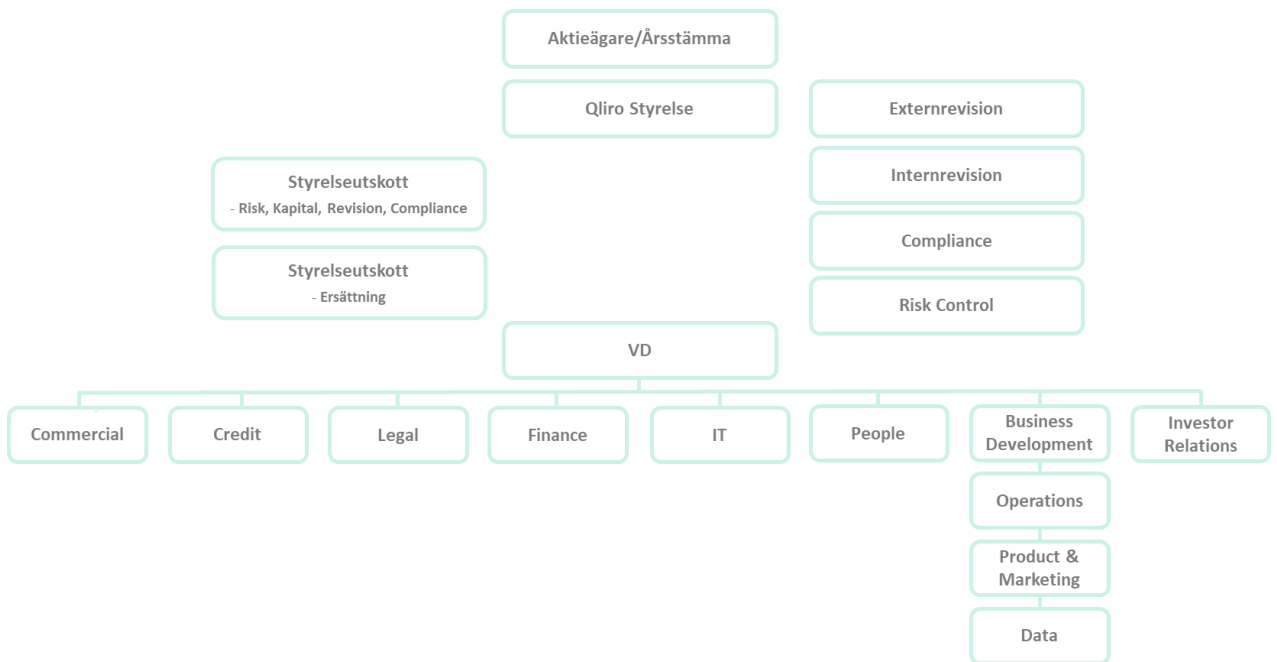 Aktieägare/Årsstämma
Qliro Styrelse
Externrevision
Internrevision
Styrelseutskott
- Risk, Kapital, Revision, Compliance
Compliance
Styrelseutskott
- Ersättning
Risk Control
VD
Commercial
Credit
Legal
Finance
IT
People
Business
Development
Investor
Relations
Operations
Product &
Marketing
Data